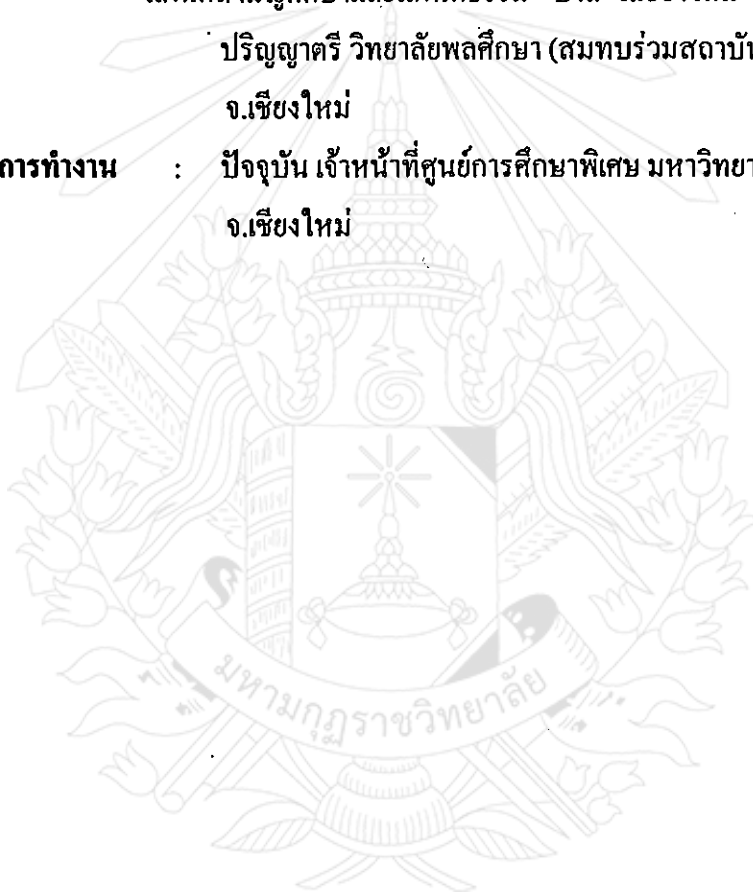 ปริญญาตรี วิทยาลัยพลศึกษา (สมทบร่วมสถาบัน
จ.เชียงใหม่
การทำงาน : ปัจจุบัน เจ้าหน้าที่ศูนย์การศึกษาพิเศษ มหาวิทยา
จ.เชียงใหม่
มหามกุฏราชวิทยาลัย